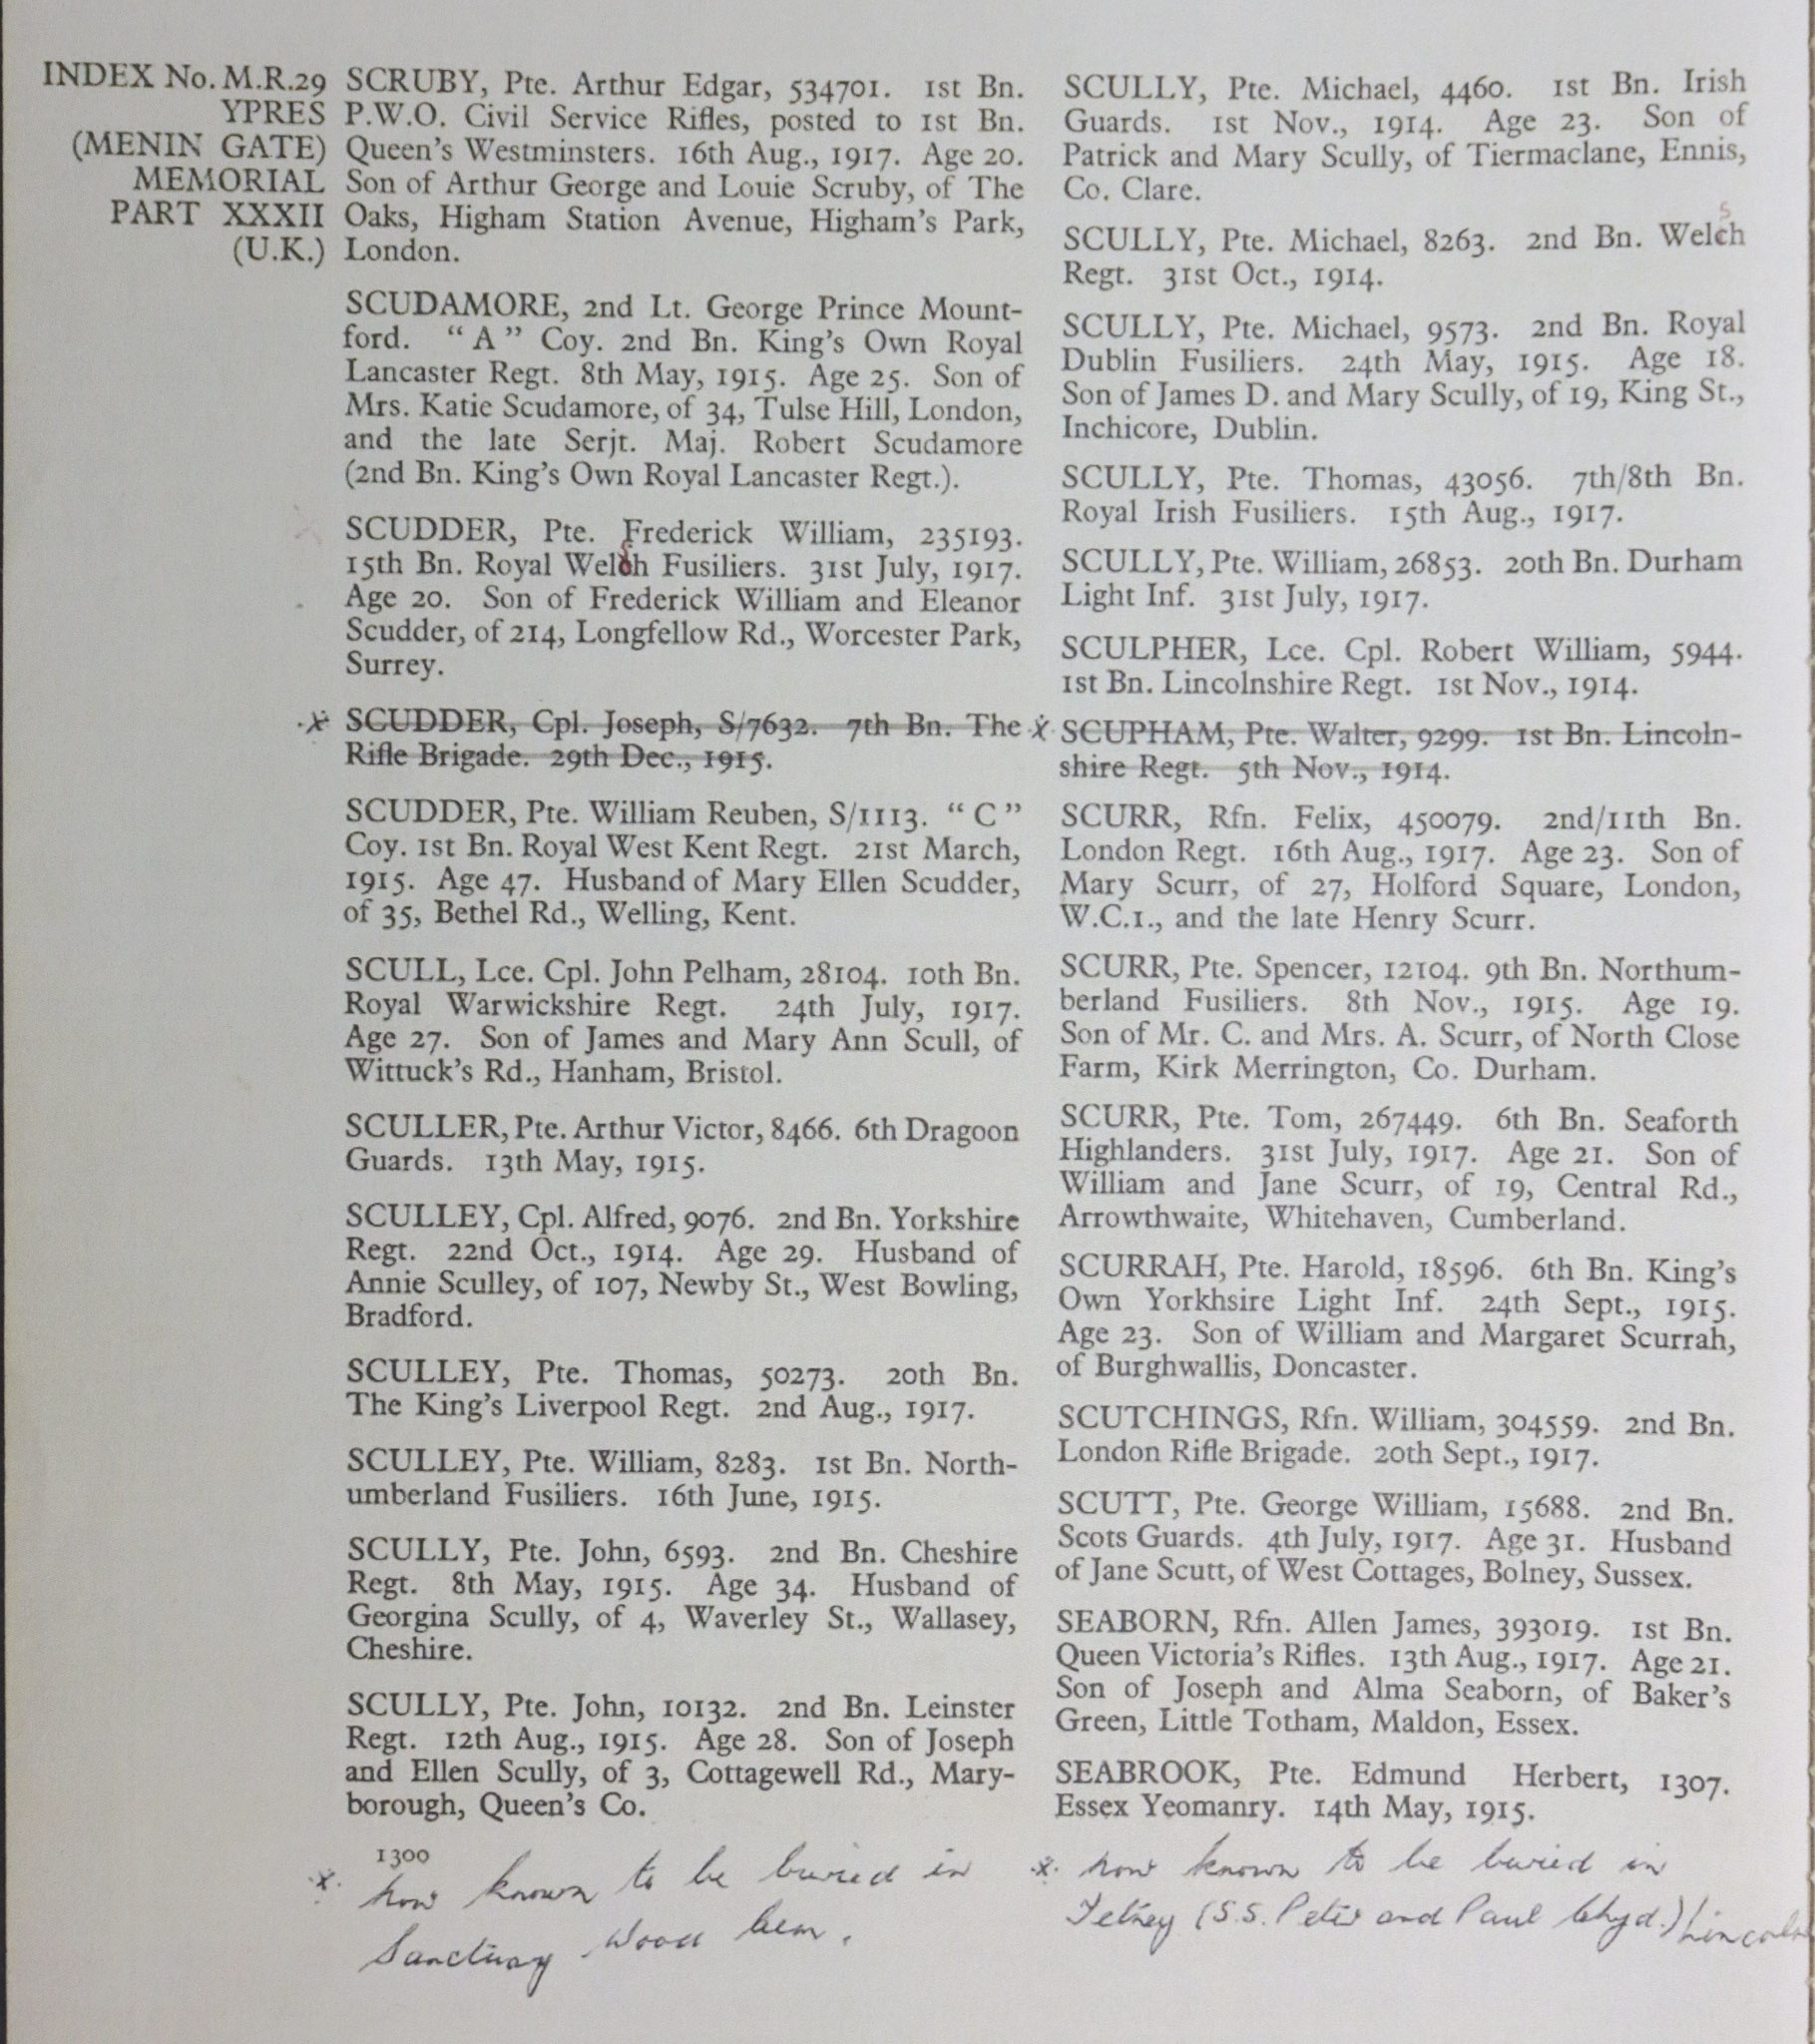 INDEX No. M.R.29
YPRES
(MENIN GATE)
MEMORIAL
PART XXXII
(U.K.)
SCRUBY, Pte. Arthur Edgar, 534701. 1st Bn.
P.W.O. Civil Service Rifles, posted to 1st Bn.
Queen's Westminsters. 16th Aug., 1917. Age 20.
Son of Arthur George and Louie Scruby, of The
Oaks, Higham Station Avenue, Higham's Park,
London.
SCUDAMORE, 2nd Lt. George Prince Mount-
ford. "A" Coy. 2nd Bn. King's Own Royal
Lancaster Regt. 8th May, 1915. Age 25. Son of
Mrs. Katie Scudamore, of 34, Tulse Hill, London,
and the late Serjt. Maj. Robert Scudamore
(2nd Bn. King's Own Royal Lancaster Regt.).
SCUDDER, Pte. Frederick William, 235193.
15th Bn. Royal Welch Fusiliers. 31st July, 1917.
Age 20. Son of Frederick William and Eleanor
Scudder, of 214, Longfellow Rd., Worcester Park,
Surrey.
x SCUDDER, Cpl. Joseph, S/7632. 7th Bn. The
Rifle Brigade. 29th Dec., 1915.
SCUDDER, Pte. William Reuben, S/1113. "C"
Coy. 1st Bn. Royal West Kent Regt. 21st March,
1915. Age 47. Husband of Mary Ellen Scudder,
of 35, Bethel Rd., Welling, Kent.
SCULL, Lce. Cpl. John Pelham, 28104. 10th Bn.
Royal Warwickshire Regt. 24th July, 1917.
Age 27. Son of James and Mary Ann Scull, of
Wittuck's Rd., Hanham, Bristol.
SCULLER, Pte. Arthur Victor, 8466. 6th Dragoon
Guards. 13th May, 1915.
SCULLEY, Cpl. Alfred, 9076. 2nd Bn. Yorkshire
Regt. 22nd Oct., 1914. Age 29. Husband of
Annie Sculley, of 107, Newby St., West Bowling,
Bradford.
SCULLEY, Pte. Thomas, 50273. 20th Bn.
The King's Liverpool Regt. 2nd Aug., 1917.
SCULLEY, Pte. William, 8283. 1st Bn. North-
umberland Fusiliers. 16th June, 1915.
SCULLY, Pte. John, 6593. 2nd Bn. Cheshire
Regt. 8th May, 1915. Age 34. Husband of
Georgina Scully, of 4, Waverley St., Wallasey,
Cheshire.
SCULLY, Pte. John, 10132. 2nd Bn. Leinster
Regt. 12th Aug., 1915. Age 28. Son of Joseph
and Ellen Scully, of 3, Cottagewell Rd., Mary-
borough, Queen's Co.
1300
x. now known to be buried in
Sanctuary Wood Cem.
SCULLY, Pte. Michael, 4460. 1st Bn. Irish
Guards. 1st Nov., 1914. Age 23. Son of
Patrick and Mary Scully, of Tiermaclane, Ennis,
Co. Clare.
s
SCULLY, Pte. Michael, 8263. 2nd Bn. Welch
Regt. 31st Oct., 1914.
SCULLY, Pte. Michael, 9573. 2nd Bn. Royal
Dublin Fusiliers. 24th May, 1915. Age 18.
Son of James D. and Mary Scully, of 19, King St.,
Inchicore, Dublin.
SCULLY, Pte. Thomas, 43056. 7th/8th Bn.
Royal Irish Fusiliers. 15th Aug., 1917.
SCULLY, Pte. William, 26853. 20th Bn. Durham
Light Inf. 31st July, 1917.
SCULPHER, Lce. Cpl. Robert William, 5944.
1st Bn. Lincolnshire Regt. 1st Nov., 1914.
x SCUPHAM, Pte. Walter, 9299. 1st Bn. Lincoln-
shire Regt. 5th Nov., 1914.
SCURR, Rfn. Felix, 450079. 2nd/11th Bn.
London Regt. 16th Aug., 1917. Age 23. Son of
Mary Scurr, of 27, Holford Square, London,
W.C.1., and the late Henry Scurr.
SCURR, Pte. Spencer, 12104. 9th Bn. Northum-
berland Fusiliers. 8th Nov., 1915. Age 19.
Son of Mr. C. and Mrs. A. Scurr, of North Close
Farm, Kirk Merrington, Co. Durham.
SCURR, Pte. Tom, 267449. 6th Bn. Seaforth
Highlanders. 31st July, 1917. Age 21. Son of
William and Jane Scurr, of 19, Central Rd.,
Arrowthwaite, Whitehaven, Cumberland.
SCURRAH, Pte. Harold, 18596. 6th Bn. King's
Own Yorkhsire Light Inf. 24th Sept., 1915.
Age 23. Son of William and Margaret Scurrah,
of Burghwallis, Doncaster.
SCUTCHINGS, Rfn. William, 304559. 2nd Bn.
London Rifle Brigade. 20th Sept., 1917.
SCUTT, Pte. George William, 15688. 2nd Bn.
Scots Guards. 4th July, 1917. Age 31. Husband
of Jane Scutt, of West Cottages, Bolney, Sussex.
SEABORN, Rfn. Allen James, 393019. 1st Bn.
Queen Victoria's Rifles. 13th Aug., 1917. Age 21.
Son of Joseph and Alma Seaborn, of Baker's
Green, Little Totham, Maldon, Essex.
SEABROOK, Pte. Edmund Herbert, 1307.
Essex Yeomanry. 14th May, 1915.
x. now known to be buried in
(S.S. Peter and Paul Chyd.)